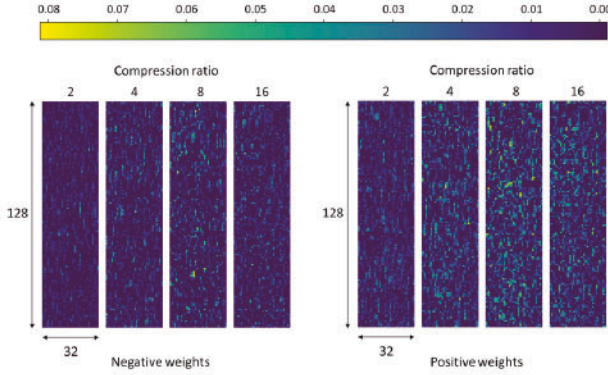 0.08 0.07 0.06 0.05 0.04 0.03 0.02 0.01 0.00
Compression ratio
2 4 8 16
128
32
Negative weights
Compression ratio
2 4 8 16
128
32
Positive weights